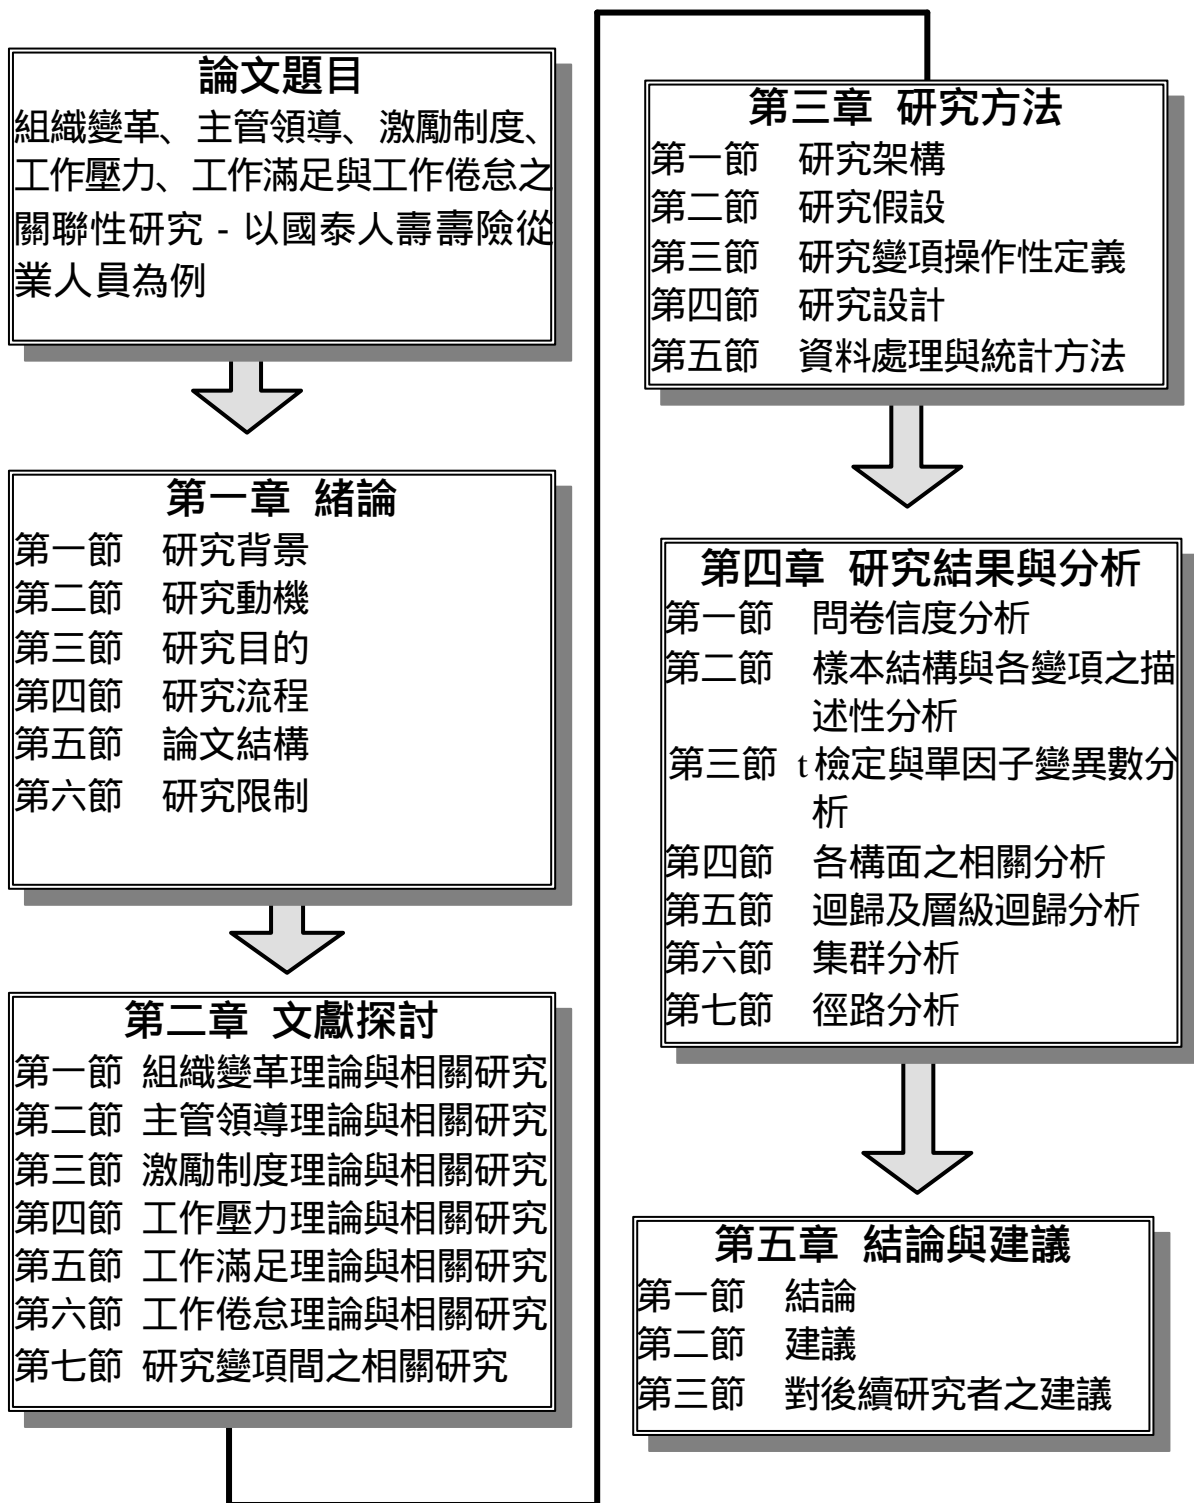 論文題目
組織變革、主管領導、激勵制度、
工作壓力、工作滿足與工作倦怠之
關聯性研究 - 以國泰人壽壽險從
業人員為例
第一章 緒論
第一節 研究背景
第二節 研究動機
第三節 研究目的
第四節 研究流程
第五節 論文結構
第六節 研究限制
第二章 文獻探討
第一節 組織變革理論與相關研究
第二節 主管領導理論與相關研究
第三節 激勵制度理論與相關研究
第四節 工作壓力理論與相關研究
第五節 工作滿足理論與相關研究
第六節 工作倦怠理論與相關研究
第七節 研究變項間之相關研究
第三章 研究方法
第一節 研究架構
第二節 研究假設
第三節 研究變項操作性定義
第四節 研究設計
第五節 資料處理與統計方法
第四章 研究結果與分析
第一節 問卷信度分析
第二節 樣本結構與各變項之描
述性分析
第三節 t 檢定與單因子變異數分
析
第四節 各構面之相關分析
第五節 迴歸及層級迴歸分析
第六節 集群分析
第七節 徑路分析
第五章 結論與建議
第一節 結論
第二節 建議
第三節 對後續研究者之建議